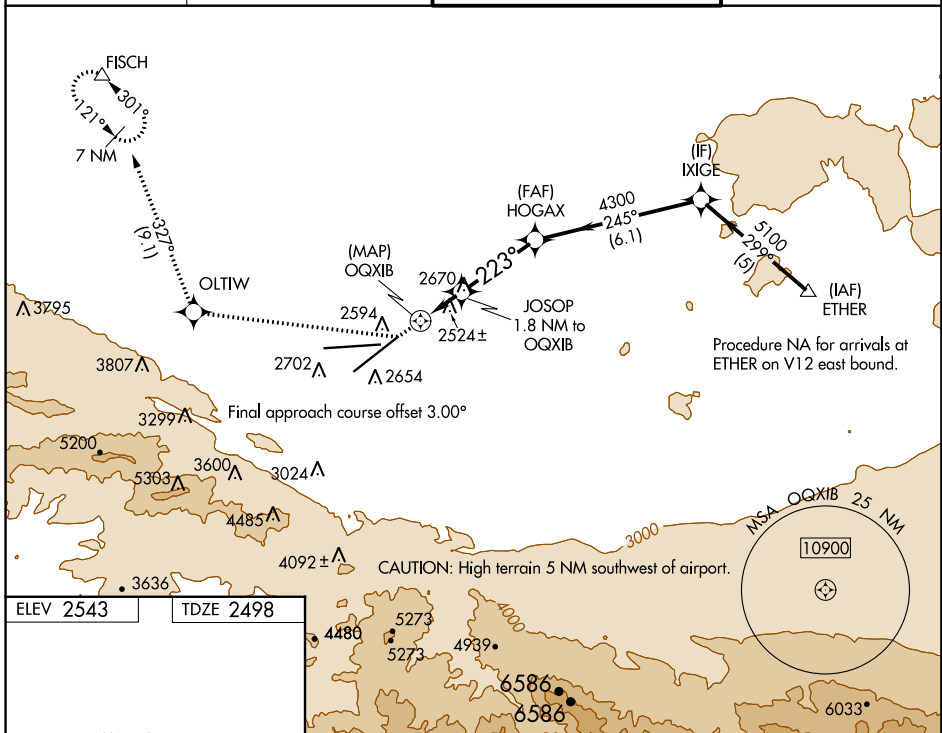 FISCH
301°
121°
7 NM
327°
(9.1)
OLTIW
(MAP)
OQXIB
(FAF)
HOGAX
(IF)
IXIGE
4300
245°
(6.1)
5100
299°
(5)
(IAF)
ETHER
223°
2670
JOSOP
1.8 NM to
OQXIB
2594
2524±
2702
2654
3795
3807
Procedure NA for arrivals at
ETHER on V12 east bound.
Final approach course offset 3.00°
3299
5200
5303
3600
3024
4485
4092±
3000
MSA OQXIB 25 NM
10900
CAUTION: High terrain 5 NM southwest of airport.
3636
ELEV 2543
TDZE 2498
4480
5273
5273
4939
4000
6586
6586
6033